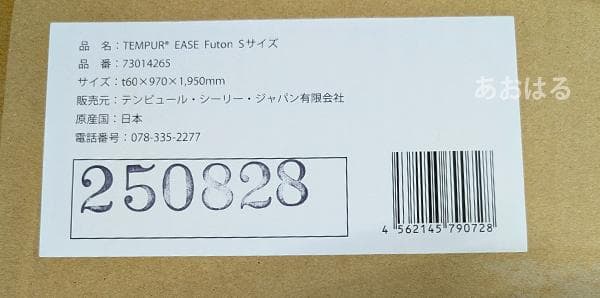 品　名：TEMPUR® EASE Futon Sサイズ
品　番：73014265
サイズ：t60×970×1,950mm
販売元：テンピュール・シーリー・ジャパン有限会社
原産国：日本
電話番号：078-335-2277
あおはる
250828
4 562145 790728